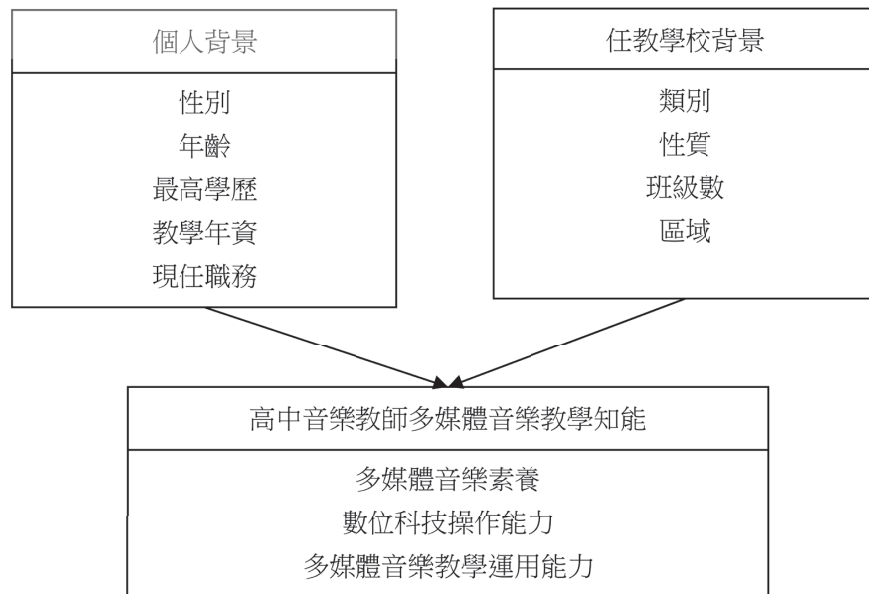 個人背景
性別
年齡
最高學歷
教學年資
現任職務
任教學校背景
類別
性質
班級數
區域
高中音樂教師多媒體音樂教學知能
多媒體音樂素養
數位科技操作能力
多媒體音樂教學運用能力